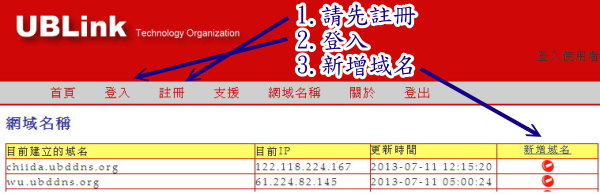 UBLink Technology Organization
1.請先註冊
2.登入
3.新增域名
登入使用者
首頁 登入 註冊 支援 網域名稱 關於 登出
網域名稱
目前建立的域名 目前IP 更新時間 新增域名
chiida.ubddns.org 122.118.224.167 2013-07-11 12:15:20
wu.ubddns.org 61.224.82.145 2013-07-11 05:00:24